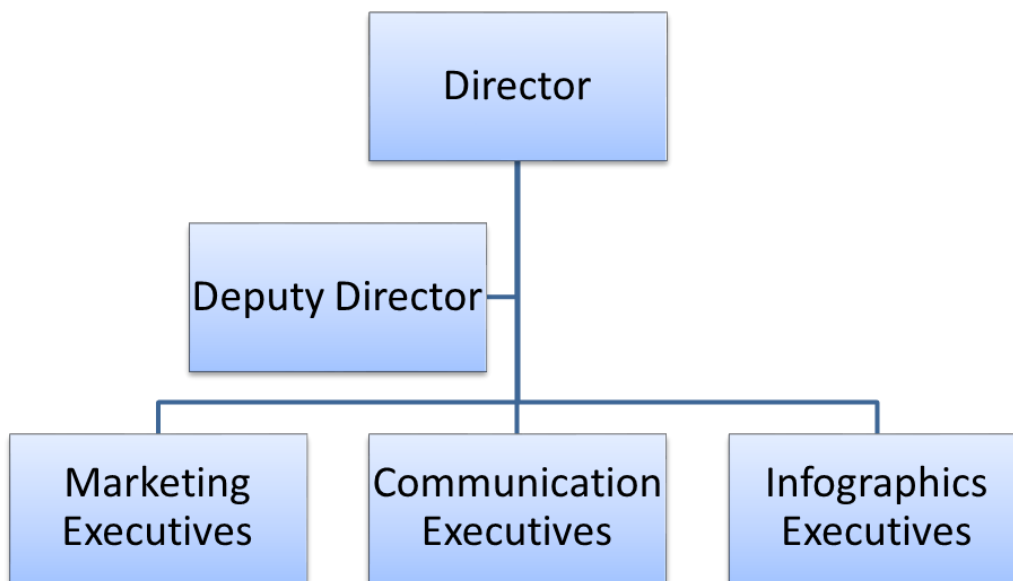 Director
Deputy Director
Marketing
Executives
Communication
Executives
Infographics
Executives